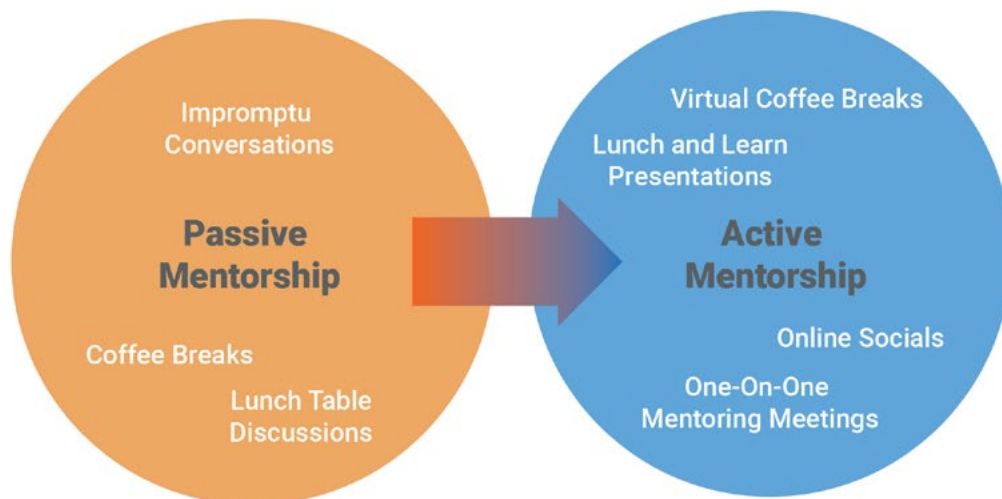 Impromptu
Conversations
Passive
Mentorship
Coffee Breaks
Lunch Table
Discussions
Virtual Coffee Breaks
Lunch and Learn
Presentations
Active
Mentorship
Online Socials
One-On-One
Mentoring Meetings